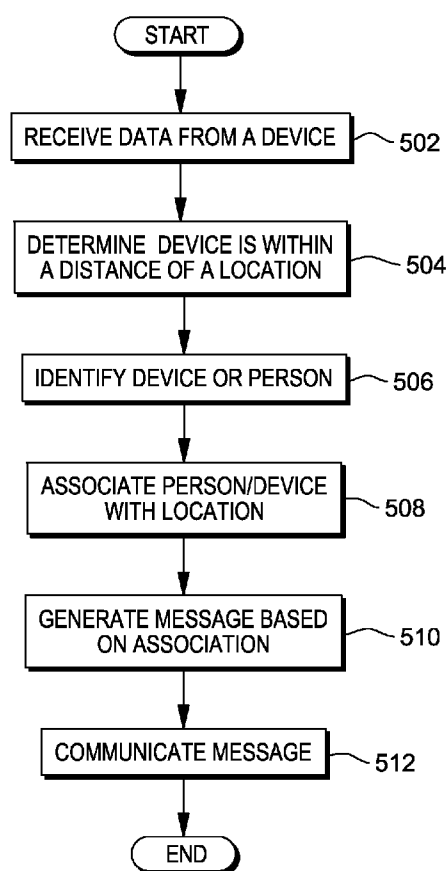 START
RECEIVE DATA FROM A DEVICE
502
DETERMINE DEVICE IS WITHIN
A DISTANCE OF A LOCATION
504
IDENTIFY DEVICE OR PERSON
506
ASSOCIATE PERSON/DEVICE
WITH LOCATION
508
GENERATE MESSAGE BASED
ON ASSOCIATION
510
COMMUNICATE MESSAGE
512
END